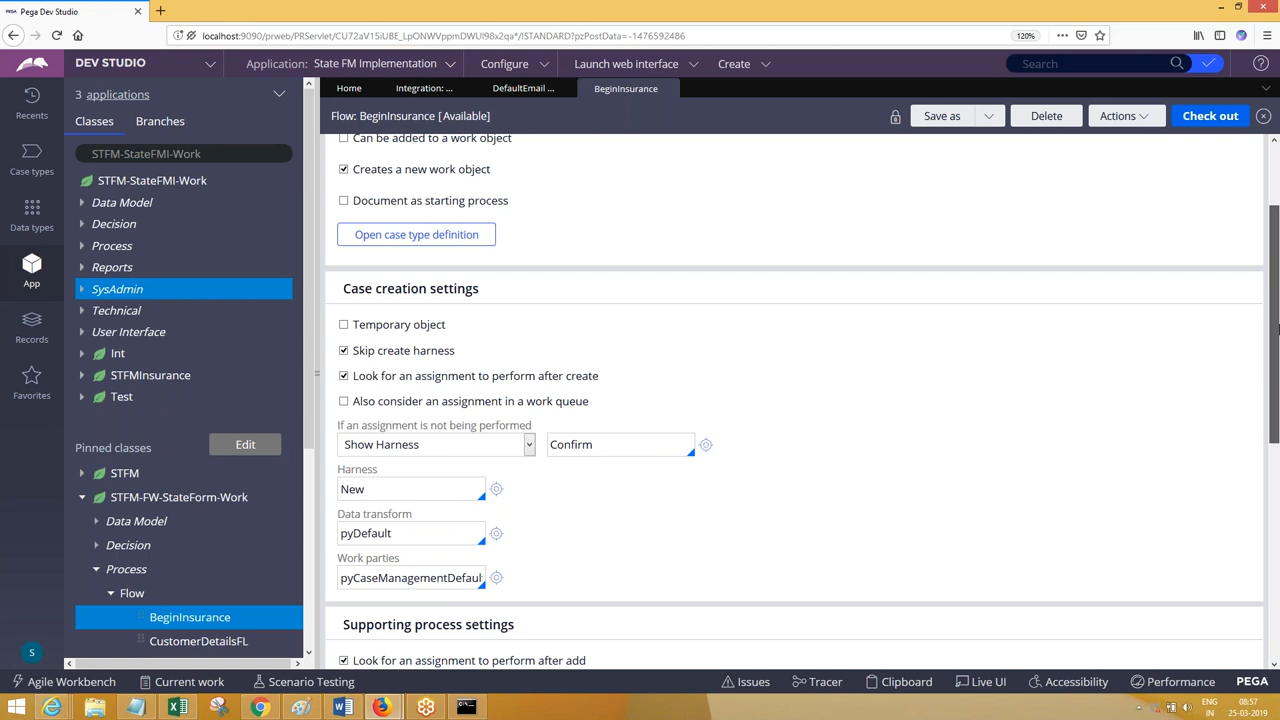 Pega Dev Studio
localhost:9090/prweb/PRServlet/CU72aV15iUBE_LpONWVppmDWUI98x2qa*/!STANDARD?pzPostData=-1476592486
120%
DEV STUDIO
Application: State FM Implementation
Configure
Launch web interface
Create
Search
3 applications
Home
Integration: ...
DefaultEmail ...
BeginInsurance
Recents
Classes
Branches
Flow: BeginInsurance [Available]
Save as
Delete
Actions
Check out
Case types
Data types
App
Records
Favorites
S
STFM-StateFMI-Work
STFM-StateFMI-Work
Data Model
Decision
Process
Reports
SysAdmin
Technical
User Interface
Int
STFMInsurance
Test
Pinned classes
Edit
STFM
STFM-FW-StateForm-Work
Data Model
Decision
Process
Flow
BeginInsurance
CustomerDetailsFL
Can be added to a work object
Creates a new work object
Document as starting process
Open case type definition
Case creation settings
Temporary object
Skip create harness
Look for an assignment to perform after create
Also consider an assignment in a work queue
If an assignment is not being performed
Show Harness
Confirm
Harness
New
Data transform
pyDefault
Work parties
pyCaseManagementDefaul
Supporting process settings
Look for an assignment to perform after add
Agile Workbench
Current work
Scenario Testing
Issues
Tracer
Clipboard
Live UI
Accessibility
Performance
PEGA
ENG
IN
08:57
25-03-2019